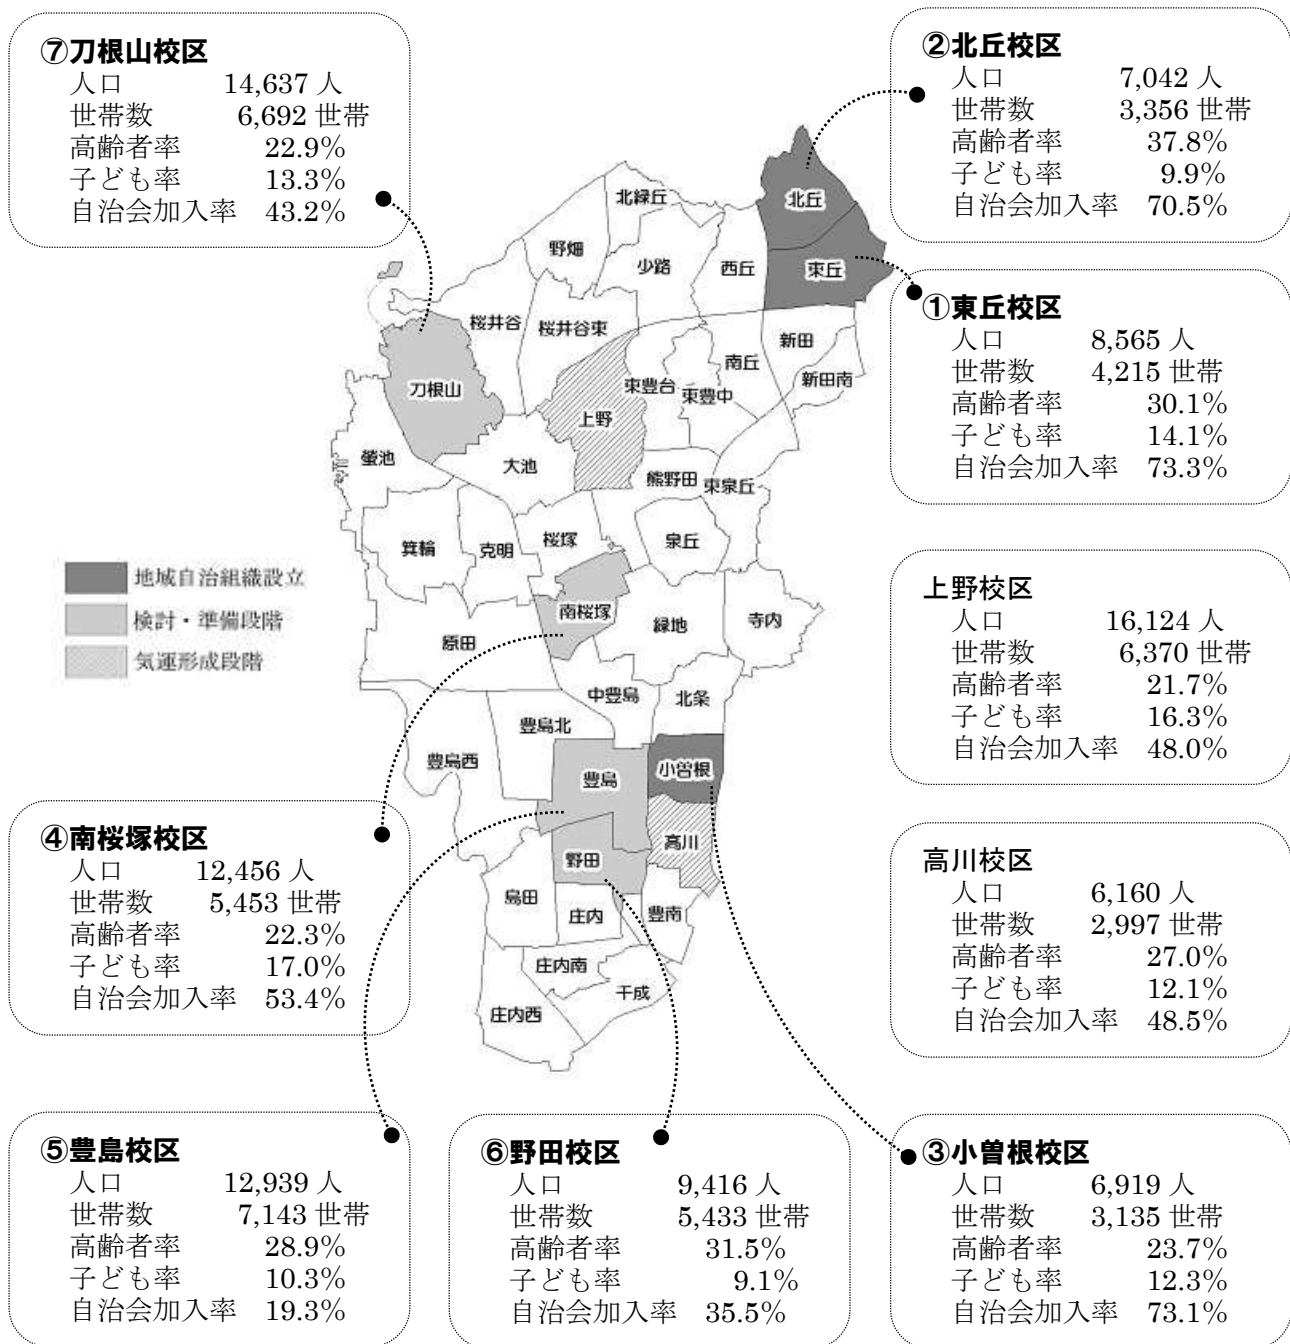 ⑦刀根山校区
人口 14,637 人
世帯数 6,692 世帯
高齢者率 22.9%
子ども率 13.3%
自治会加入率 43.2%
②北丘校区
人口 7,042 人
世帯数 3,356 世帯
高齢者率 37.8%
子ども率 9.9%
自治会加入率 70.5%
①東丘校区
人口 8,565 人
世帯数 4,215 世帯
高齢者率 30.1%
子ども率 14.1%
自治会加入率 73.3%
上野校区
人口 16,124 人
世帯数 6,370 世帯
高齢者率 21.7%
子ども率 16.3%
自治会加入率 48.0%
高川校区
人口 6,160 人
世帯数 2,997 世帯
高齢者率 27.0%
子ども率 12.1%
自治会加入率 48.5%
北緑丘
北丘
野畑
少路
西丘
東丘
桜井谷
桜井谷東
新田
南丘
新田南
刀根山
東豊台
東豊中
上野
螢池
大池
熊野田
東泉丘
箕輪
克明
桜塚
泉丘
南桜塚
緑地
寺内
原田
中豊島
北条
豊島北
豊島西
豊島
小曽根
高川
野田
島田
庄内
豊南
庄内南
千成
庄内西
地域自治組織設立
検討・準備段階
気運形成段階
④南桜塚校区
人口 12,456 人
世帯数 5,453 世帯
高齢者率 22.3%
子ども率 17.0%
自治会加入率 53.4%
⑤豊島校区
人口 12,939 人
世帯数 7,143 世帯
高齢者率 28.9%
子ども率 10.3%
自治会加入率 19.3%
⑥野田校区
人口 9,416 人
世帯数 5,433 世帯
高齢者率 31.5%
子ども率 9.1%
自治会加入率 35.5%
③小曽根校区
人口 6,919 人
世帯数 3,135 世帯
高齢者率 23.7%
子ども率 12.3%
自治会加入率 73.1%